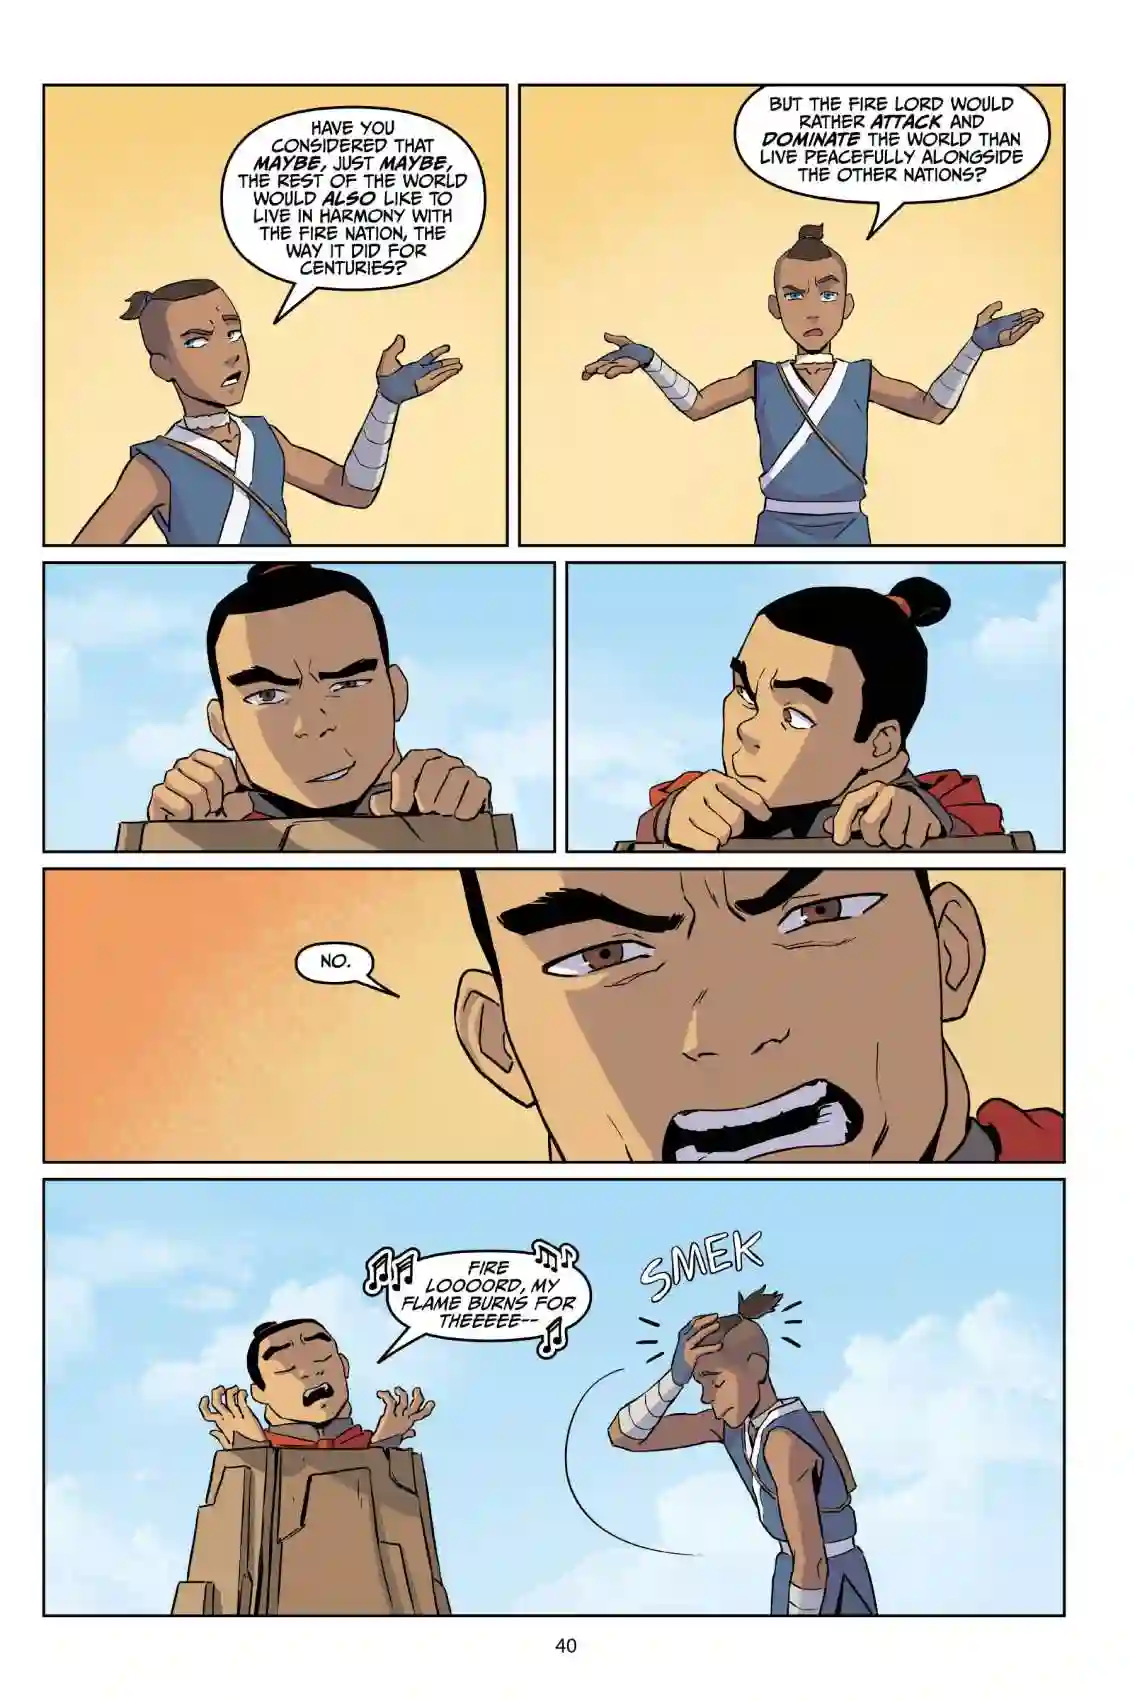 HAVE YOU
CONSIDERED THAT
MAYBE, JUST MAYBE,
THE REST OF THE WORLD
WOULD ALSO LIKE TO
LIVE IN HARMONY WITH
THE FIRE NATION, THE
WAY IT DID FOR
CENTURIES?
BUT THE FIRE LORD WOULD
RATHER ATTACK AND
DOMINATE THE WORLD THAN
LIVE PEACEFULLY ALONGSIDE
THE OTHER NATIONS?
NO.
FIRE
LOOOORD, MY
FLAME BURNS FOR
THEEEEE--
SMEK
40